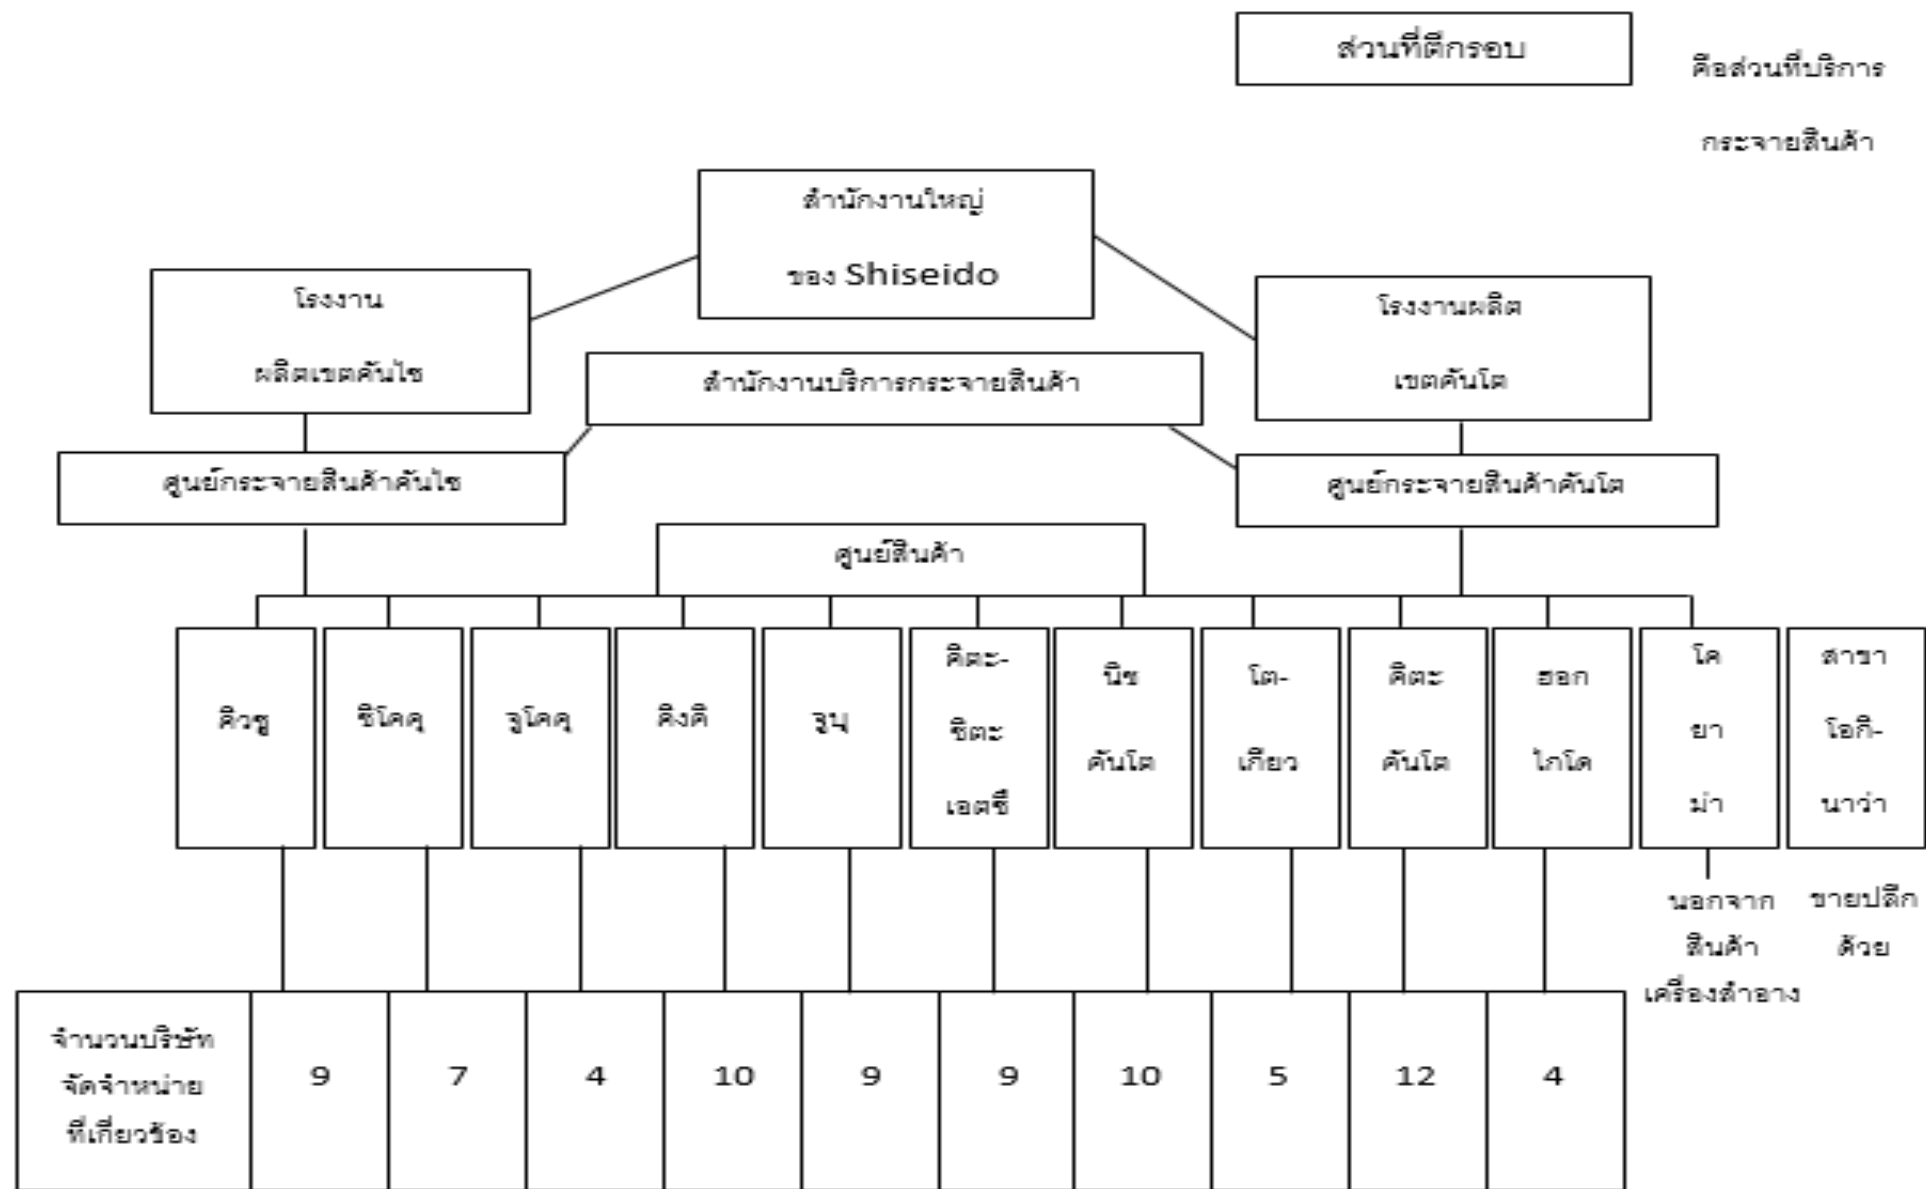 ส่วนที่ตีกรอบ
คือส่วนที่บริการ
กระจายสินค้า
สำนักงานใหญ่
ของ Shiseido
โรงงาน
ผลิตเขตคันไซ
โรงงานผลิต
เขตคันโต
สำนักงานบริการกระจายสินค้า
ศูนย์กระจายสินค้าคันไซ
ศูนย์กระจายสินค้าคันโต
ศูนย์สินค้า
คิวชู
ชิโคคุ
จูโคคุ
คิงคิ
จูบุ
คิตะ-
ชิตะ
เอตซึ
นิช
คันโต
โต-
เกียว
คิตะ
คันโต
ฮอก
ไกโด
โค
ยา
ม่า
สาขา
โอกิ-
นาว่า
นอกจาก
สินค้า
เครื่องสำอาง
ขายปลีก
ด้วย
จำนวนบริษัท
จัดจำหน่าย
ที่เกี่ยวข้อง
9
7
4
10
9
9
10
5
12
4